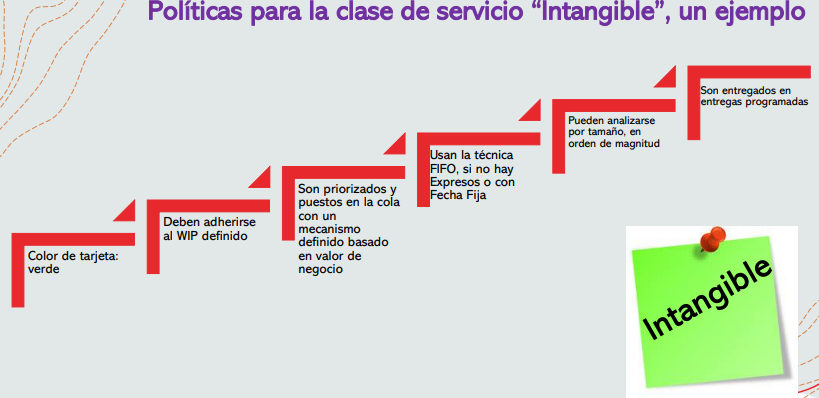 Políticas para la clase de servicio “Intangible”, un ejemplo
Color de tarjeta:
verde
Deben adherirse
al WIP definido
Son priorizados y
puestos en la cola
con un
mecanismo
definido basado
en valor de
negocio
Usan la técnica
FIFO, si no hay
Expresos o con
Fecha Fija
Pueden analizarse
por tamaño, en
orden de magnitud
Son entregados en
entregas programadas
Intangible